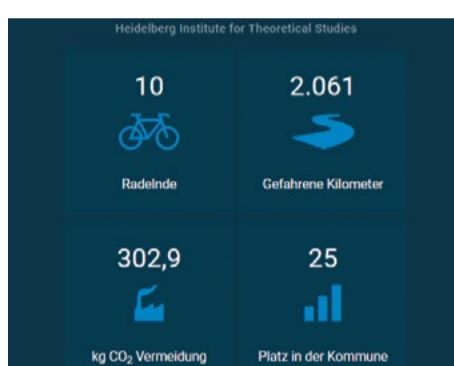 Heidelberg Institute for Theoretical Studies
10
2.061
Radelnde
Gefahrene Kilometer
302,9
25
kg CO₂ Vermeidung
Platz in der Kommune